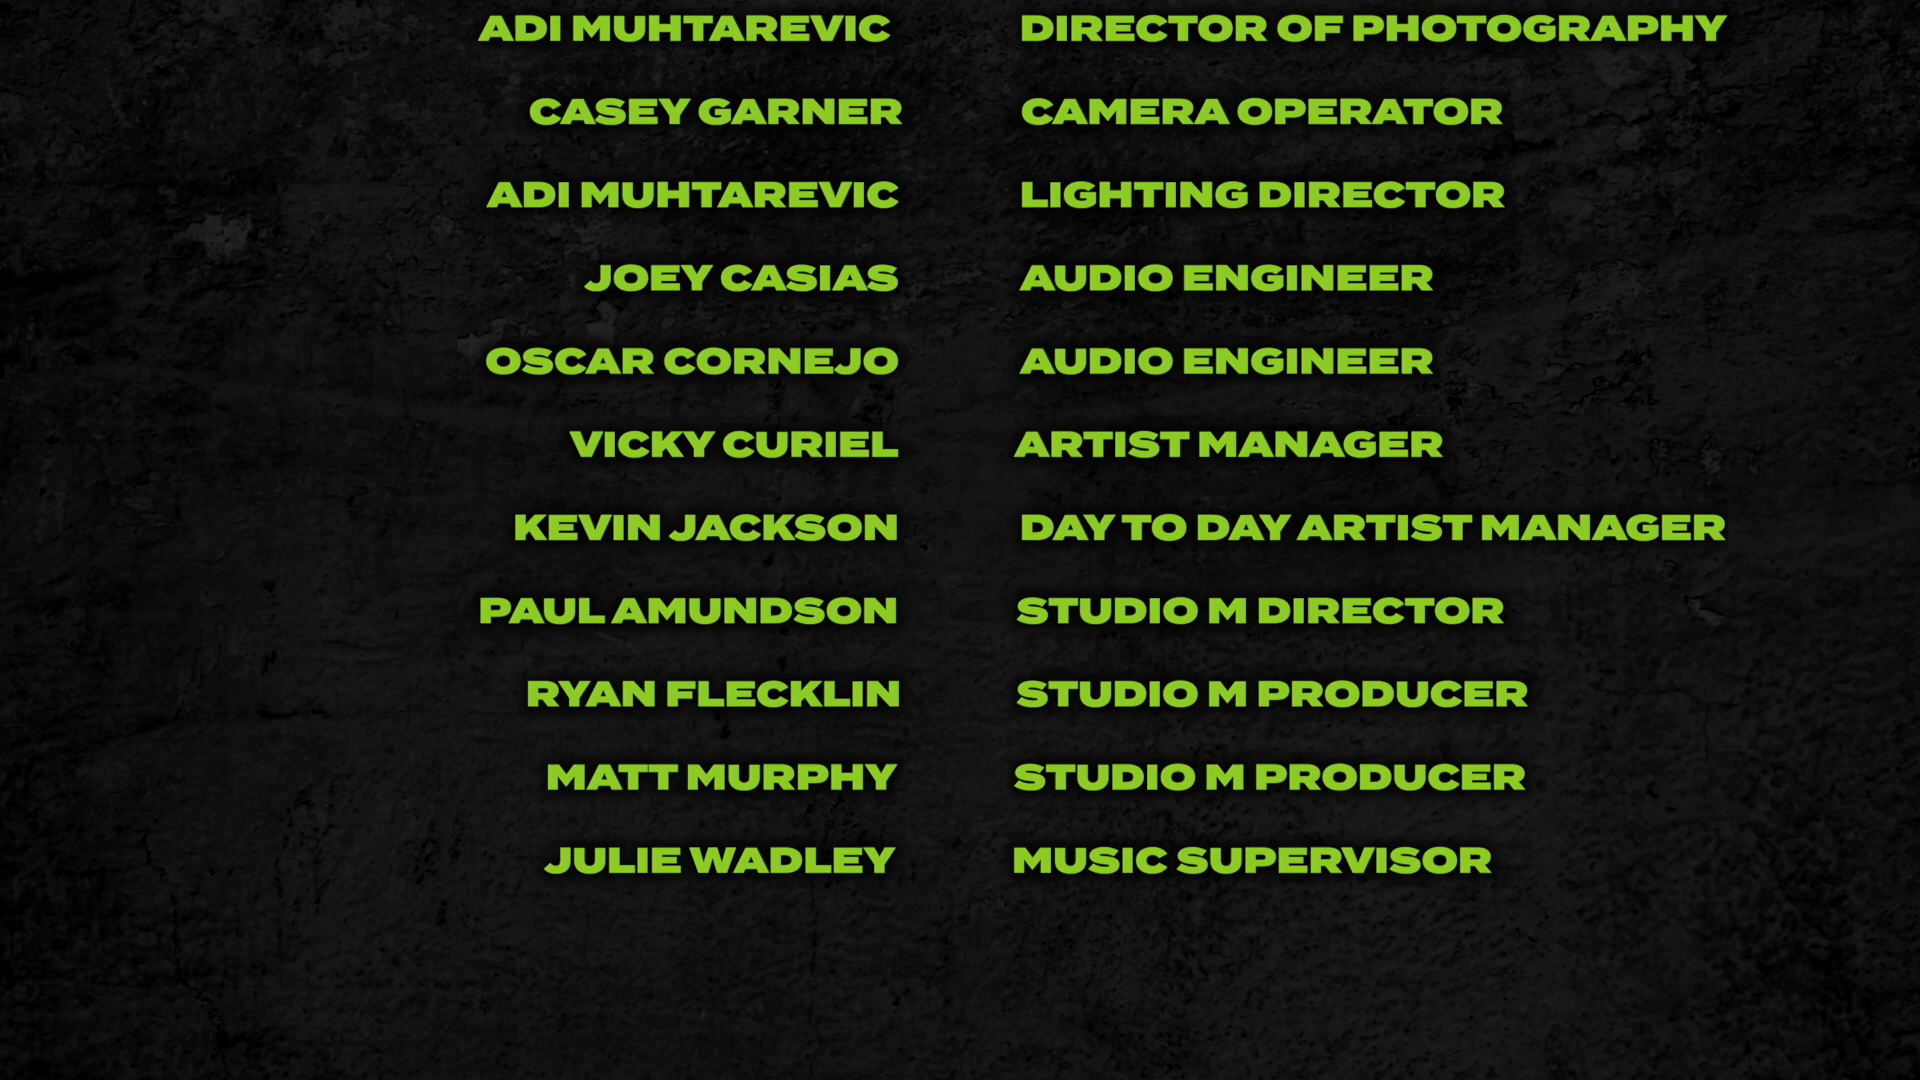 ADI MUHTAREVIC DIRECTOR OF PHOTOGRAPHY
CASEY GARNER CAMERA OPERATOR
ADI MUHTAREVIC LIGHTING DIRECTOR
JOEY CASIAS AUDIO ENGINEER
OSCAR CORNEJO AUDIO ENGINEER
VICKY CURIEL ARTIST MANAGER
KEVIN JACKSON DAY TO DAY ARTIST MANAGER
PAUL AMUNDSON STUDIO M DIRECTOR
RYAN FLECKLIN STUDIO M PRODUCER
MATT MURPHY STUDIO M PRODUCER
JULIE WADLEY MUSIC SUPERVISOR